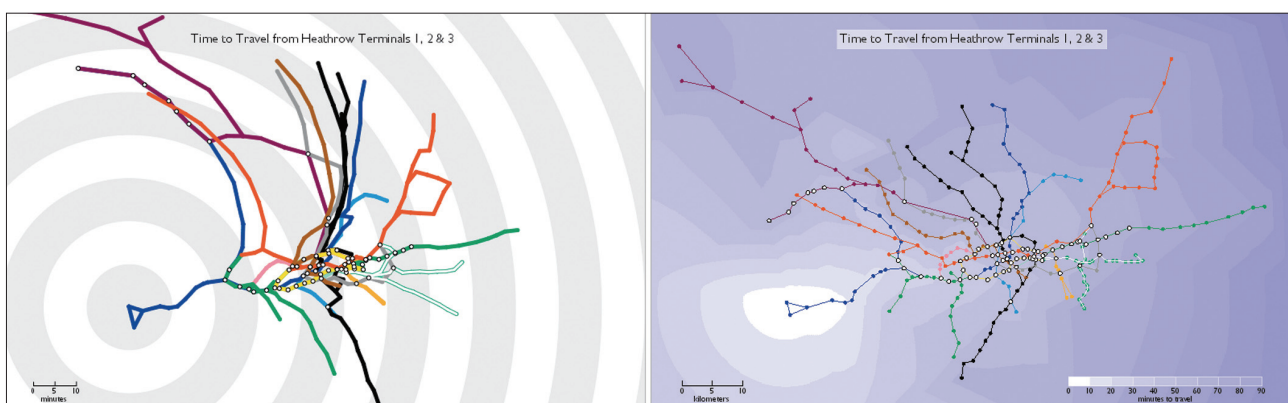 Time to Travel from Heathrow Terminals 1, 2 & 3
0 5 10
minutes
Time to Travel from Heathrow Terminals 1, 2 & 3
0 5 10
kilometers
0 10 20 30 40 50 60 70 80 90
minutes to travel